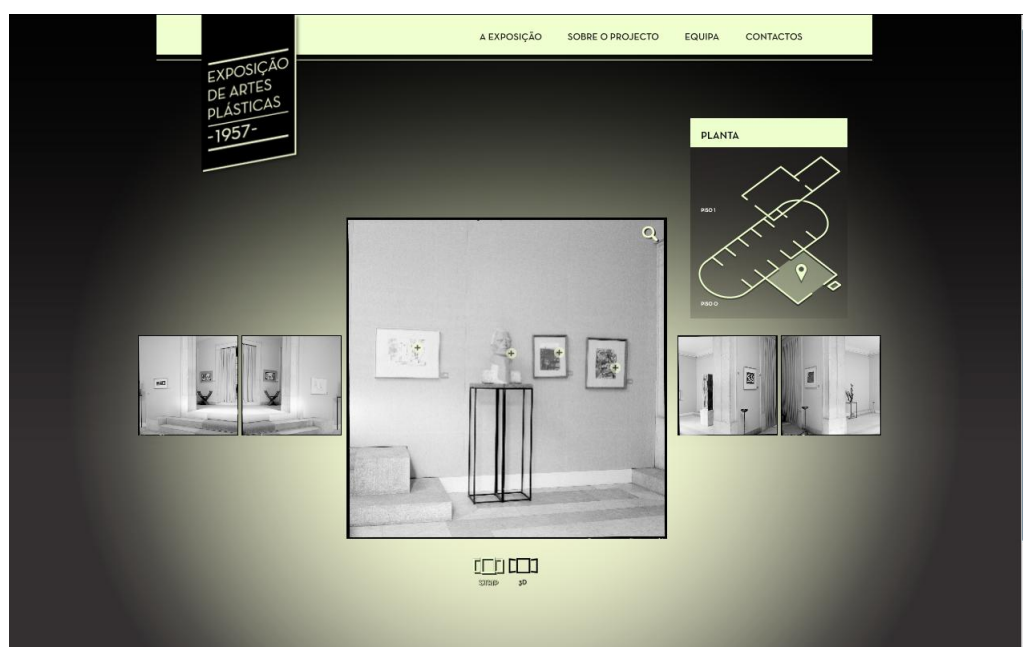 A EXPOSIÇÃO
SOBRE O PROJECTO
EQUIPA
CONTACTOS
EXPOSIÇÃO
DE ARTES
PLÁSTICAS
-1957-
PLANTA
PISO 1
PISO 0
3D